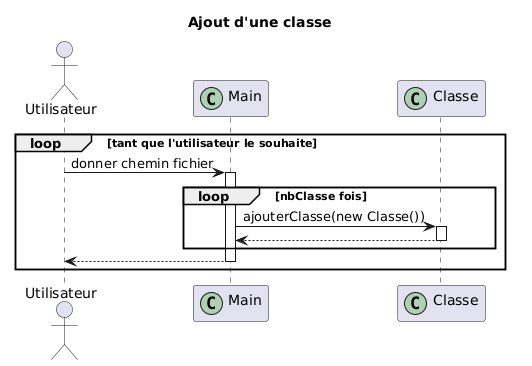 Ajout d'une classe
Utilisateur
C Main
C Classe
loop [tant que l'utilisateur le souhaite]
donner chemin fichier
loop [nbClasse fois]
ajouterClasse(new Classe())
Utilisateur
C Main
C Classe